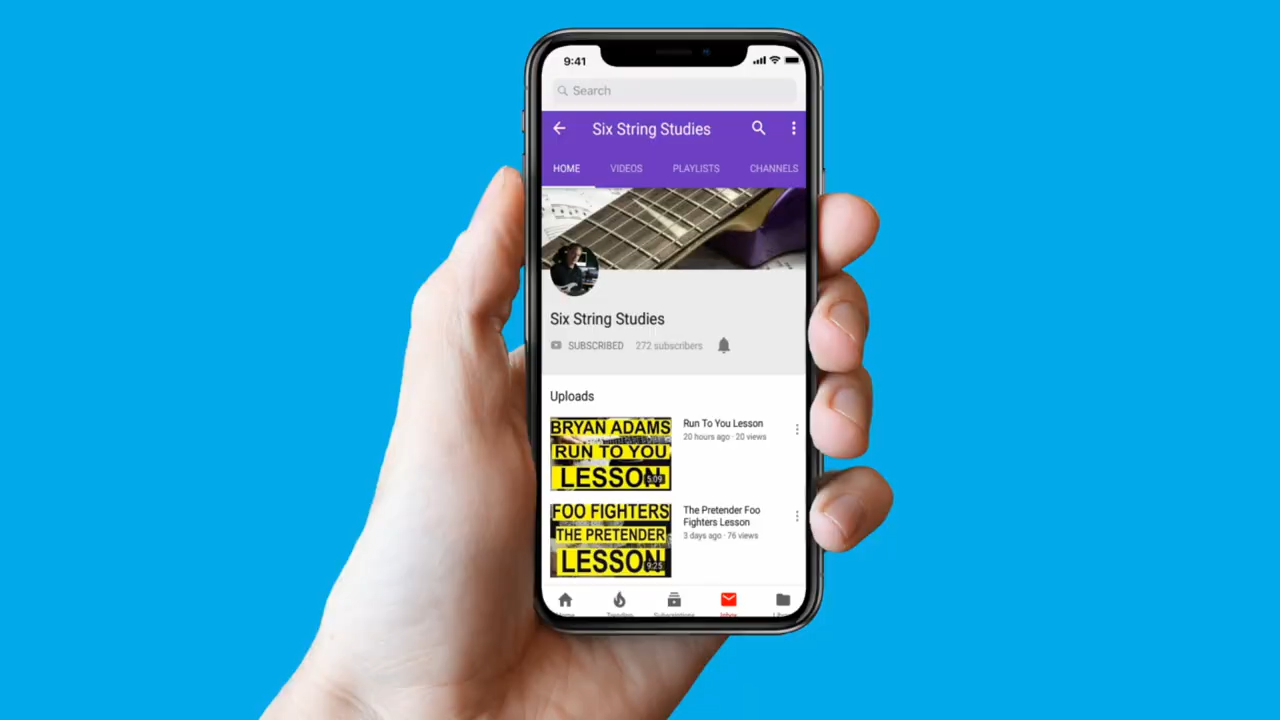 9:41
Search
Six String Studies
HOME VIDEOS PLAYLISTS CHANNELS
Six String Studies
SUBSCRIBED 272 subscribers
Uploads
BRYAN ADAMS
RUN TO YOU
LESSON
5:09
Run To You Lesson
20 hours ago · 20 views
FOO FIGHTERS
THE PRETENDER
LESSON
9:25
The Pretender Foo
Fighters Lesson
3 days ago · 76 views